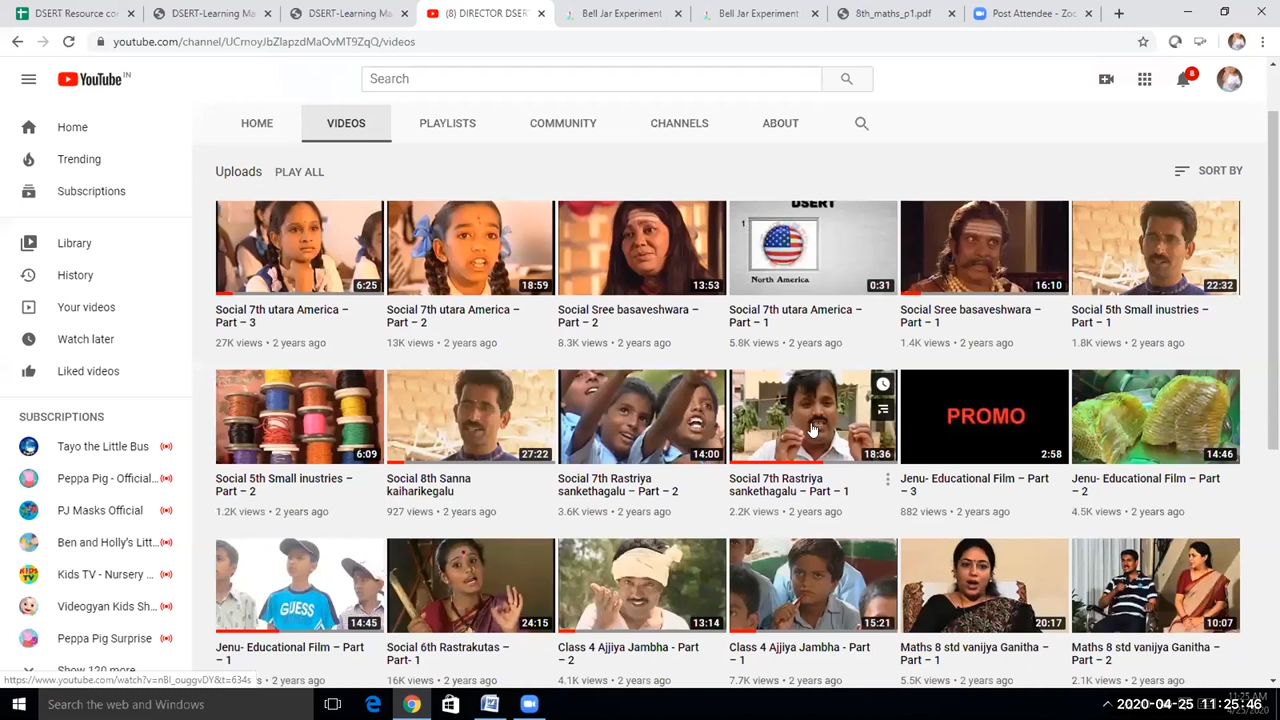 DSERT Resource co
DSERT-Learning Ma
DSERT-Learning Ma
(8) DIRECTOR DSER
Bell Jar Experiment
Bell Jar Experiment
8th_maths_p1.pdf
Post Attendee - Zoo
youtube.com/channel/UCrnoyJbZlapzdMaOvMT9ZqQ/videos
YouTube IN
Search
8
Home
Trending
Subscriptions
Library
History
Your videos
Watch later
Liked videos
SUBSCRIPTIONS
Tayo the Little Bus
Peppa Pig - Official...
PJ Masks Official
Ben and Holly's Litt...
Kids TV - Nursery ...
Videogyan Kids Sh...
Peppa Pig Surprise
Show 120 more
HOME VIDEOS PLAYLISTS COMMUNITY CHANNELS ABOUT
Uploads PLAY ALL SORT BY
6:25
Social 7th utara America – Part – 3
27K views • 2 years ago
18:59
Social 7th utara America – Part – 2
13K views • 2 years ago
13:53
Social Sree basaveshwara – Part – 2
8.3K views • 2 years ago
DSERT
1
North America
0:31
Social 7th utara America – Part – 1
5.8K views • 2 years ago
16:10
Social Sree basaveshwara – Part – 1
1.4K views • 2 years ago
22:32
Social 5th Small inustries – Part – 1
1.8K views • 2 years ago
6:09
Social 5th Small inustries – Part – 2
1.2K views • 2 years ago
27:22
Social 8th Sanna kaiharikegalu
927 views • 2 years ago
14:00
Social 7th Rastriya sankethagalu – Part – 2
3.6K views • 2 years ago
18:36
Social 7th Rastriya sankethagalu – Part – 1
2.2K views • 2 years ago
PROMO
2:58
Jenu- Educational Film – Part – 3
882 views • 2 years ago
14:46
Jenu- Educational Film – Part – 2
4.5K views • 2 years ago
GUESS
14:45
Jenu- Educational Film – Part – 1
24:15
Social 6th Rastrakutas – Part- 1
16K views • 2 years ago
13:14
Class 4 Ajjiya Jambha - Part – 2
4.1K views • 2 years ago
15:21
Class 4 Ajjiya Jambha - Part – 1
7.7K views • 2 years ago
20:17
Maths 8 std vanijya Ganitha – Part – 1
5.5K views • 2 years ago
10:07
Maths 8 std vanijya Ganitha – Part – 2
2.1K views • 2 years ago
https://www.youtube.com/watch?v=nBl_ouggvDY&t=634s
Search the web and Windows
11:25 AM
2020-04-25 11:25:46